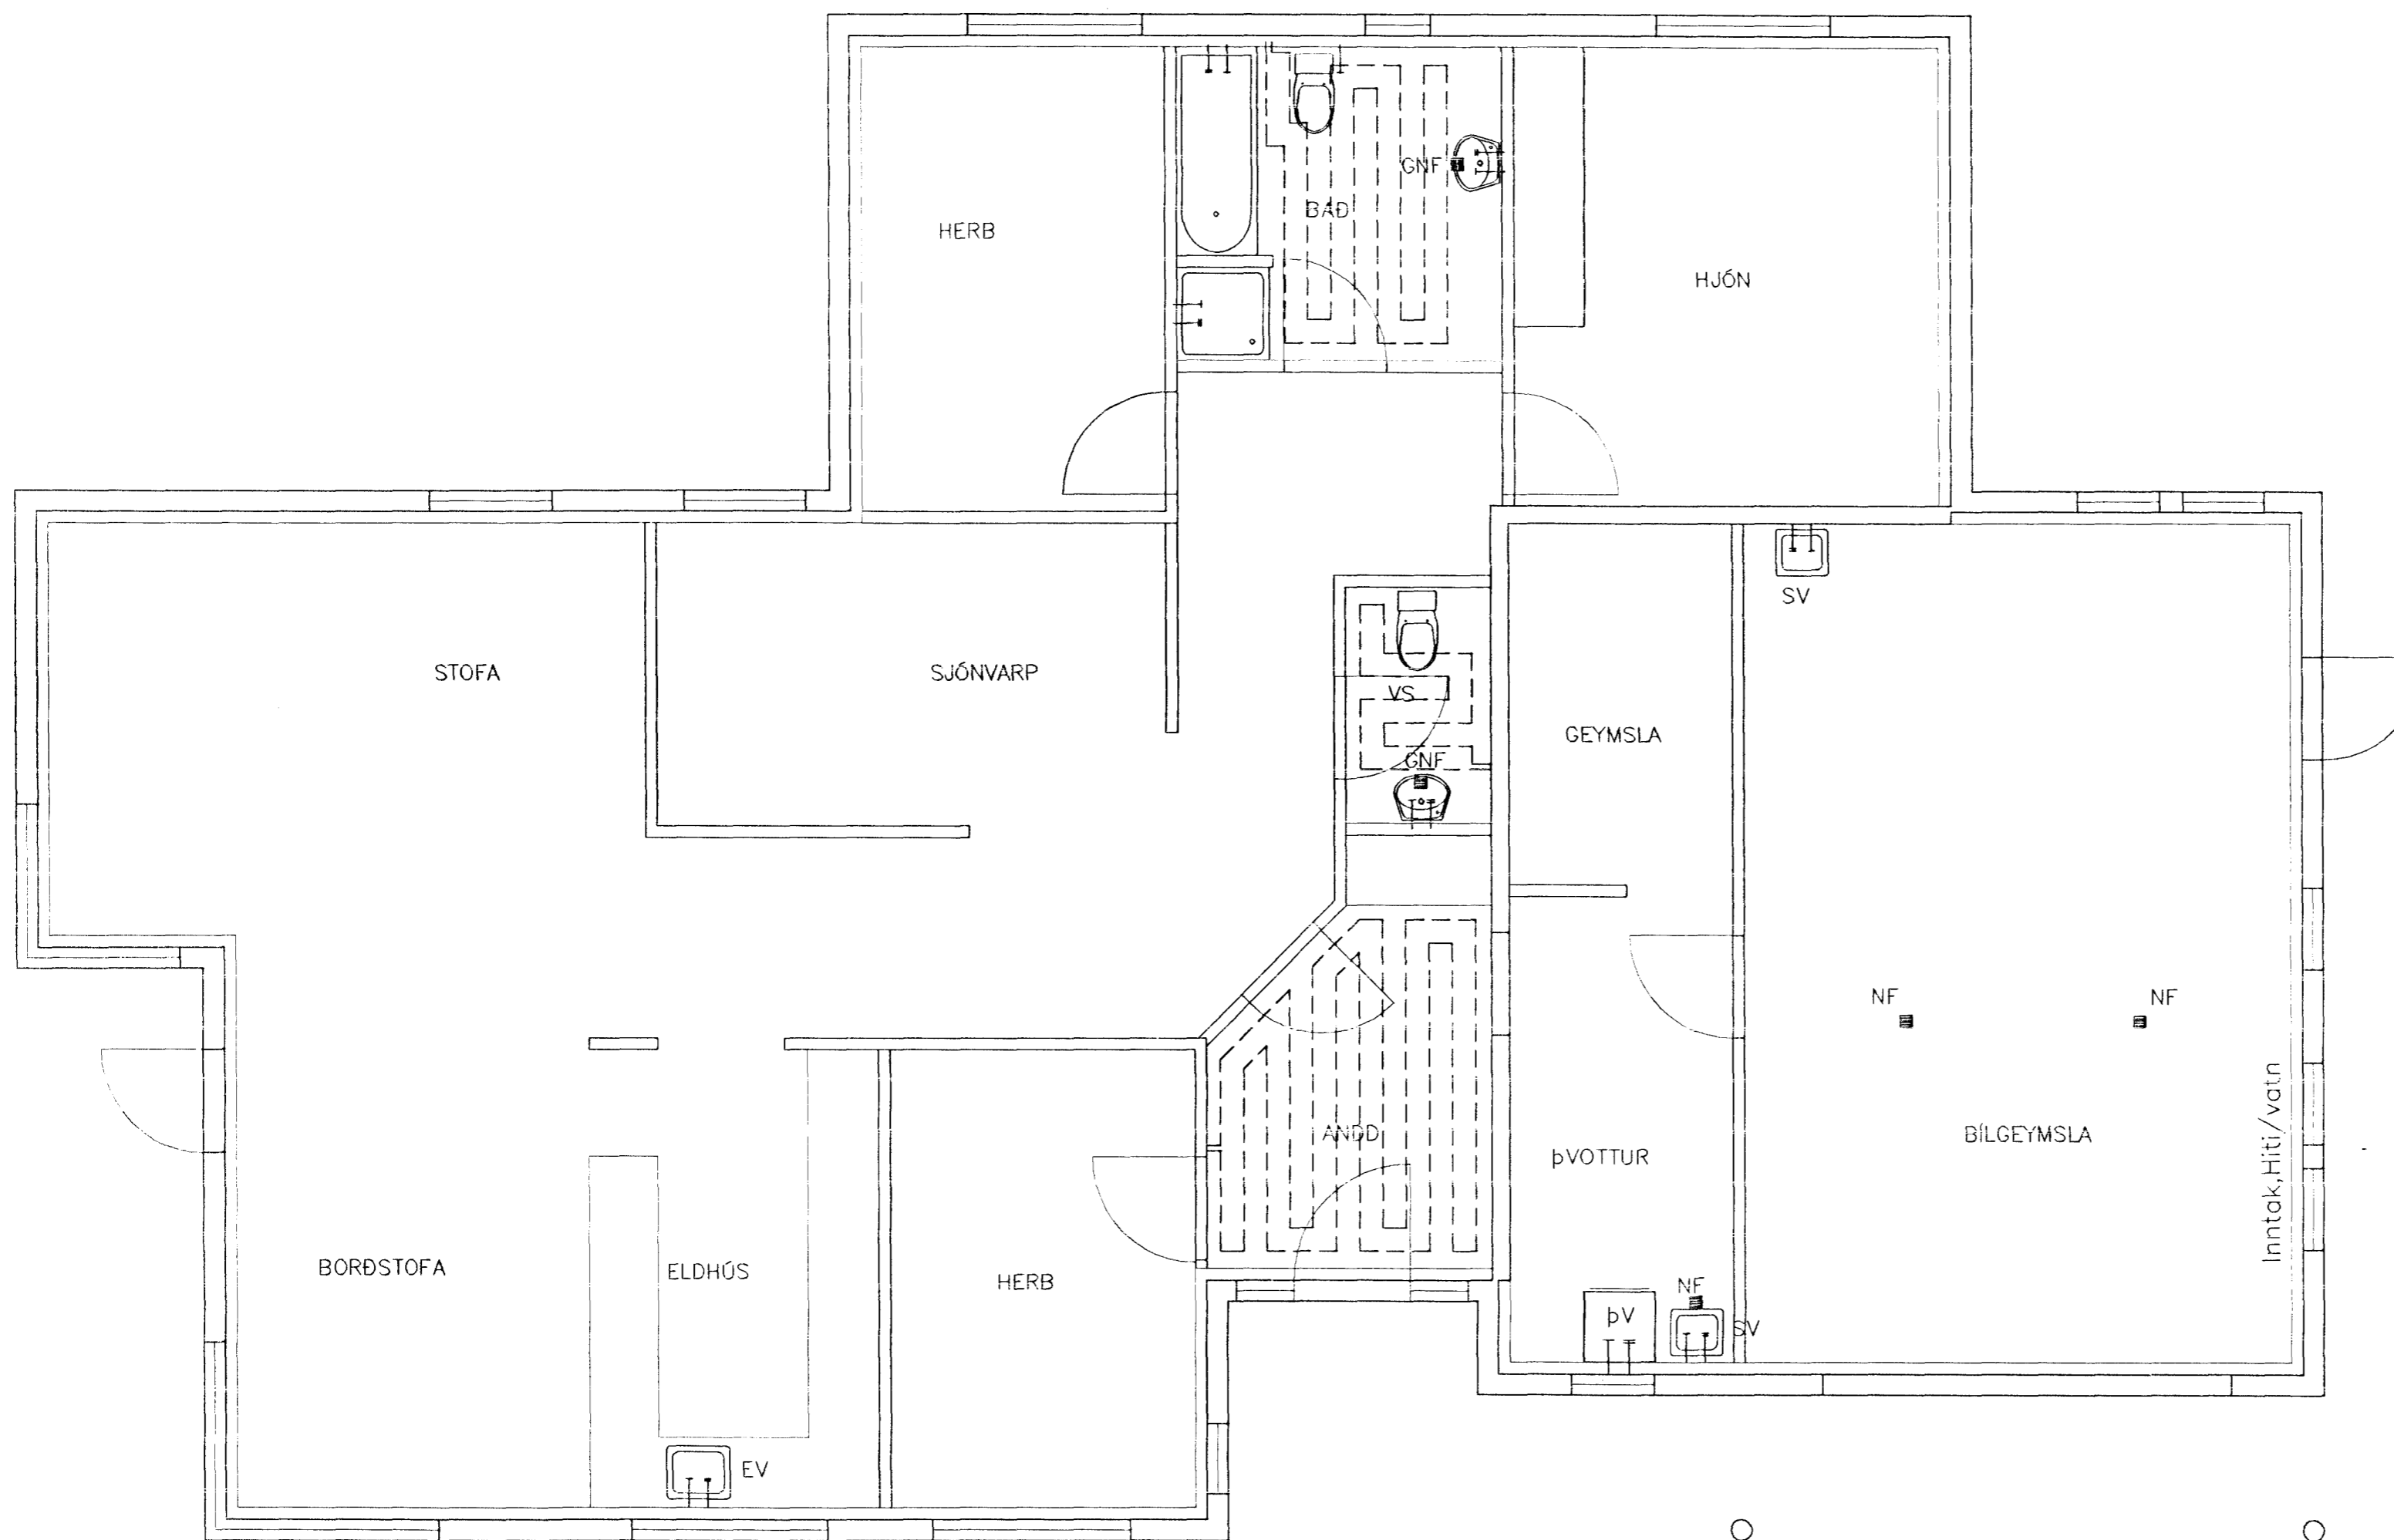 GNF
BAÐ
HERB
HJÓN
SV
STOFA
SJÓNVARP
VS
GEYMSLA
GNF
NF
NF
ANDD
BÍLGEYMSLA
ÞVOTTUR
Inntak,Hiti/vatn
BORÐSTOFA
ELDHÚS
HERB
NF
ÞV
SV
EV